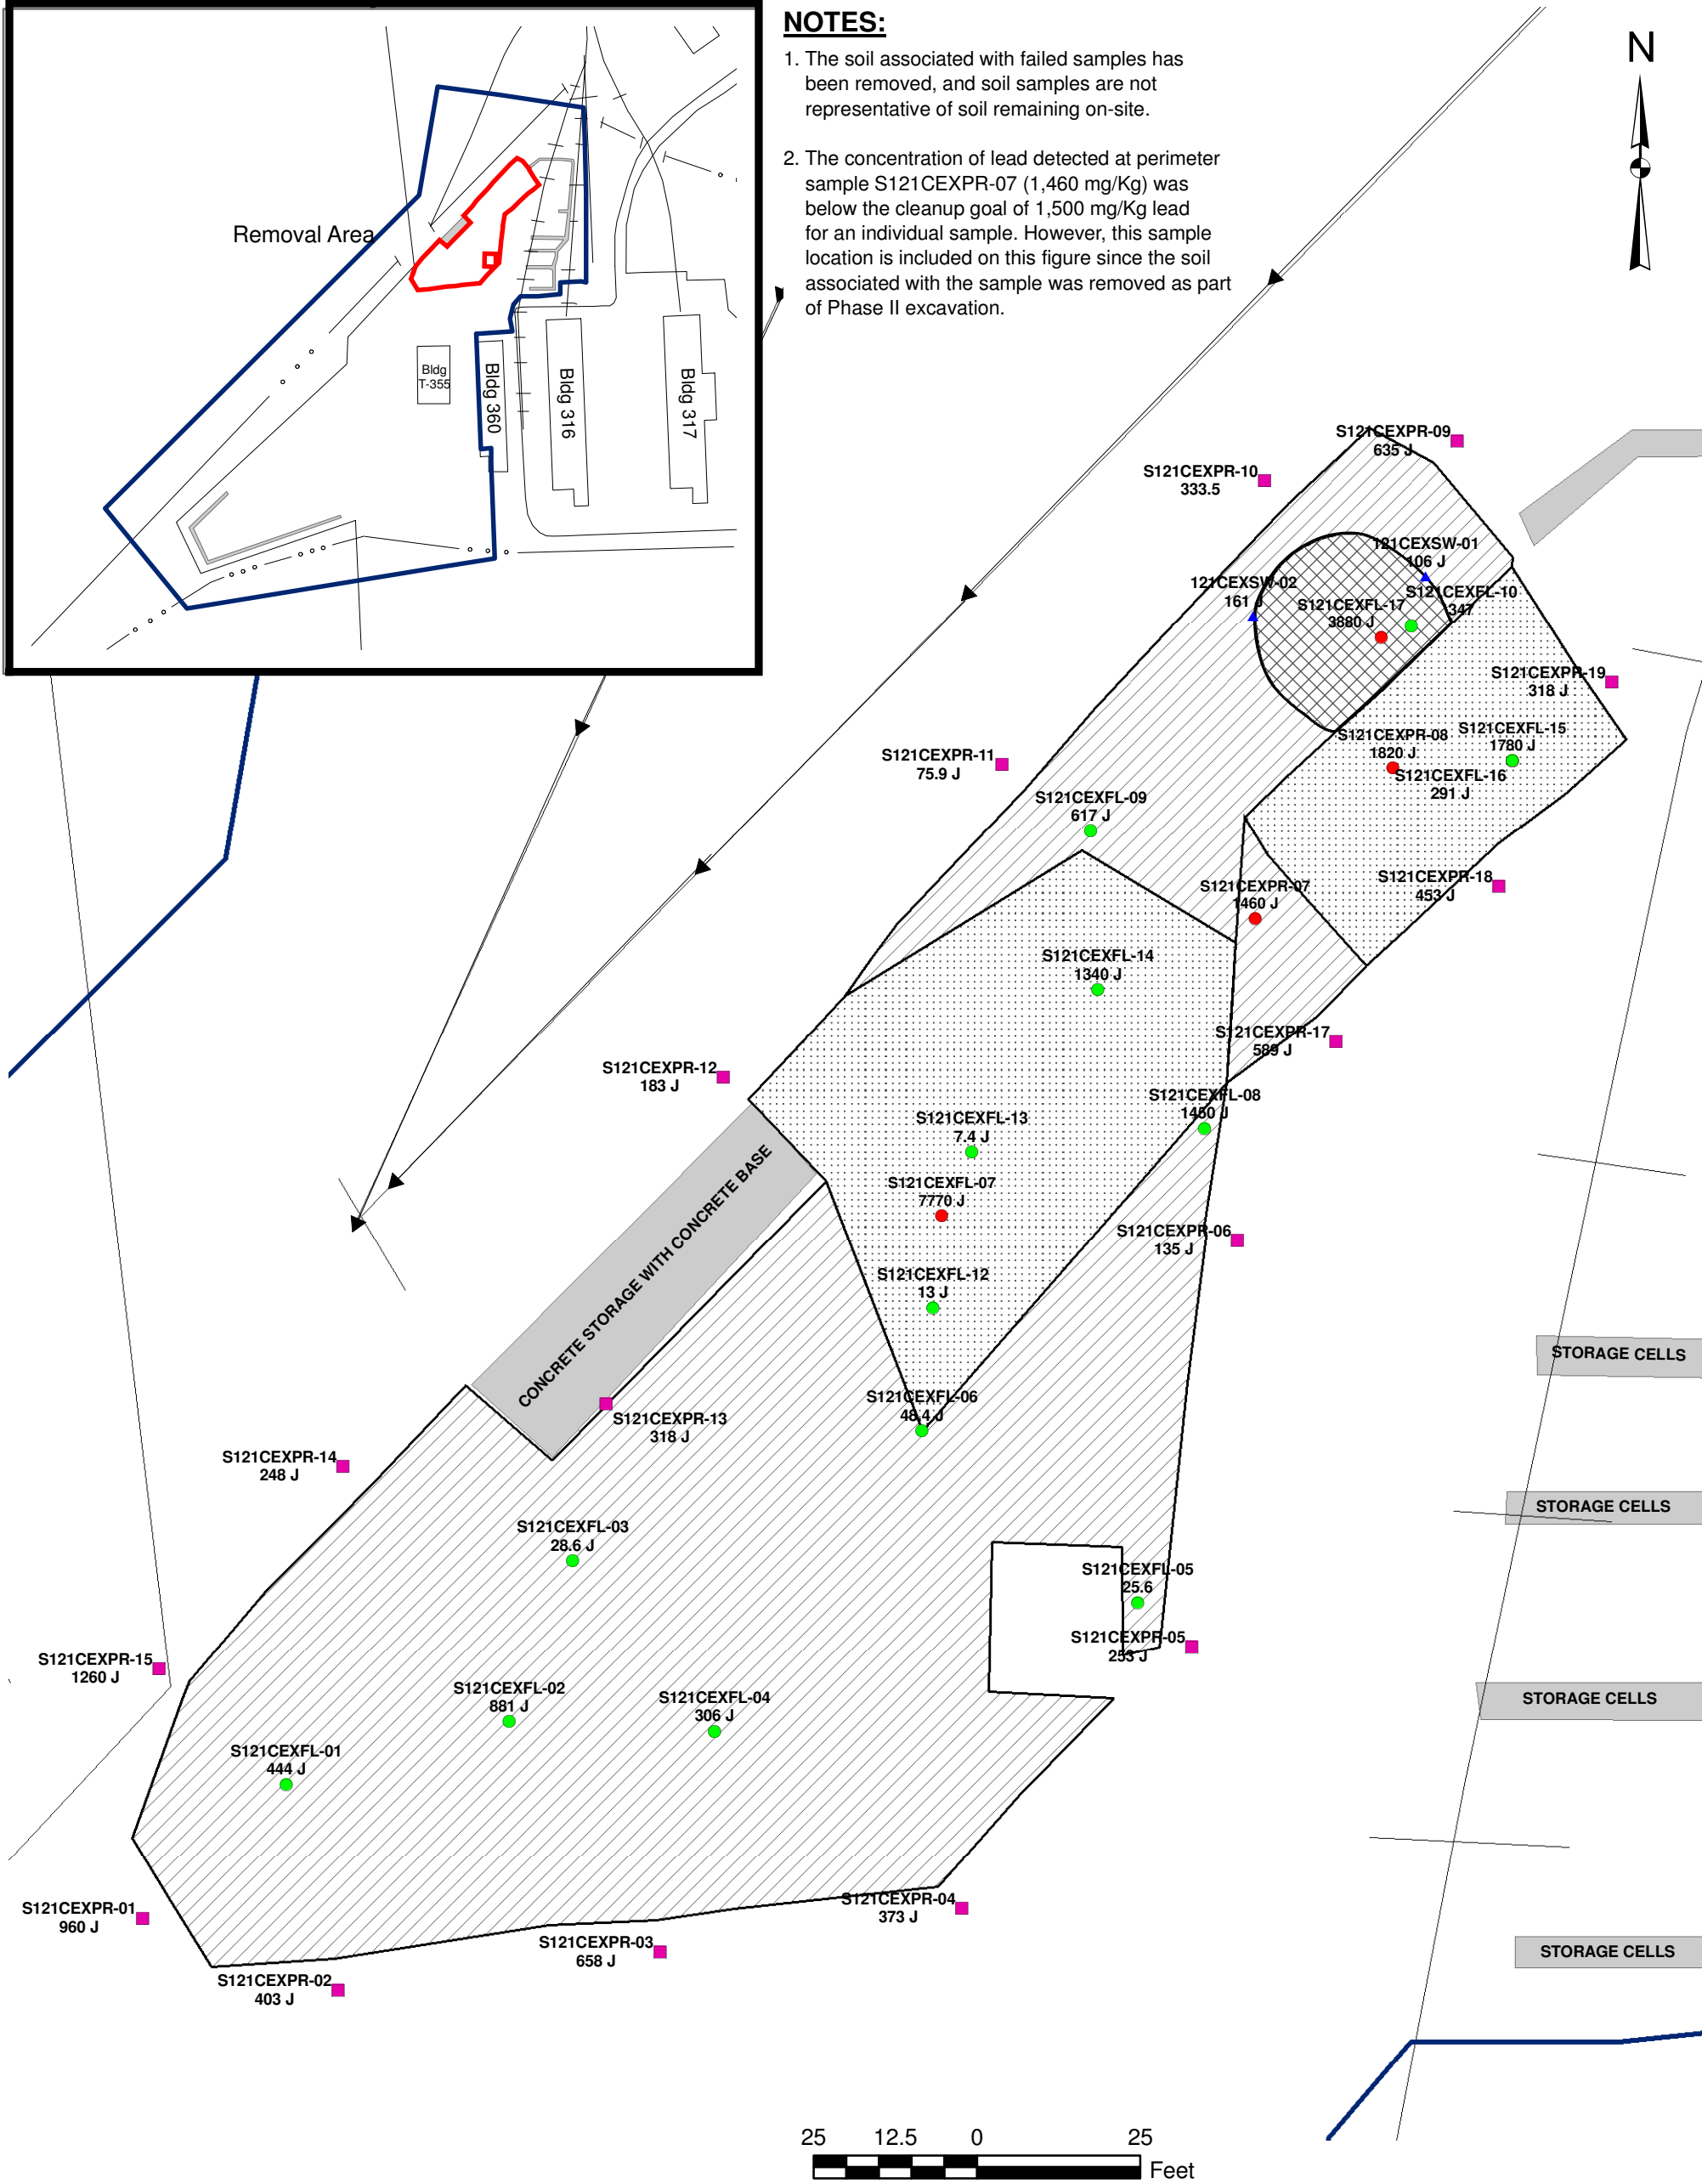 NOTES:
1. The soil associated with failed samples has
been removed, and soil samples are not
representative of soil remaining on-site.
2. The concentration of lead detected at perimeter
sample S121CEXPR-07 (1,460 mg/Kg) was
below the cleanup goal of 1,500 mg/Kg lead
for an individual sample. However, this sample
location is included on this figure since the soil
associated with the sample was removed as part
of Phase II excavation.
N
Removal Area
Bldg
T-355
Bldg 360
Bldg 316
Bldg 317
S121CEXPR-09
635 J
S121CEXPR-10
333.5
121CEXSW-01
106 J
121CEXSW-02
161 J
S121CEXFL-10
347
S121CEXFL-17
3880 J
S121CEXPR-19
318 J
S121CEXPR-08
1820 J
S121CEXFL-15
1780 J
S121CEXFL-16
291 J
S121CEXPR-11
75.9 J
S121CEXFL-09
617 J
S121CEXPR-07
1460 J
S121CEXPR-18
453 J
S121CEXFL-14
1340 J
S121CEXPR-17
589 J
S121CEXPR-12
183 J
S121CEXFL-08
1450 J
S121CEXFL-13
7.4 J
S121CEXFL-07
7770 J
S121CEXPR-06
135 J
S121CEXFL-12
13 J
CONCRETE STORAGE WITH CONCRETE BASE
STORAGE CELLS
S121CEXFL-06
48.4 J
S121CEXPR-13
318 J
S121CEXPR-14
248 J
STORAGE CELLS
S121CEXFL-03
28.6 J
S121CEXFL-05
25.6
S121CEXPR-05
253 J
S121CEXPR-15
1260 J
S121CEXFL-02
881 J
S121CEXFL-04
306 J
STORAGE CELLS
S121CEXFL-01
444 J
S121CEXPR-01
960 J
S121CEXPR-04
373 J
S121CEXPR-03
658 J
STORAGE CELLS
S121CEXPR-02
403 J
25 12.5 0 25
Feet